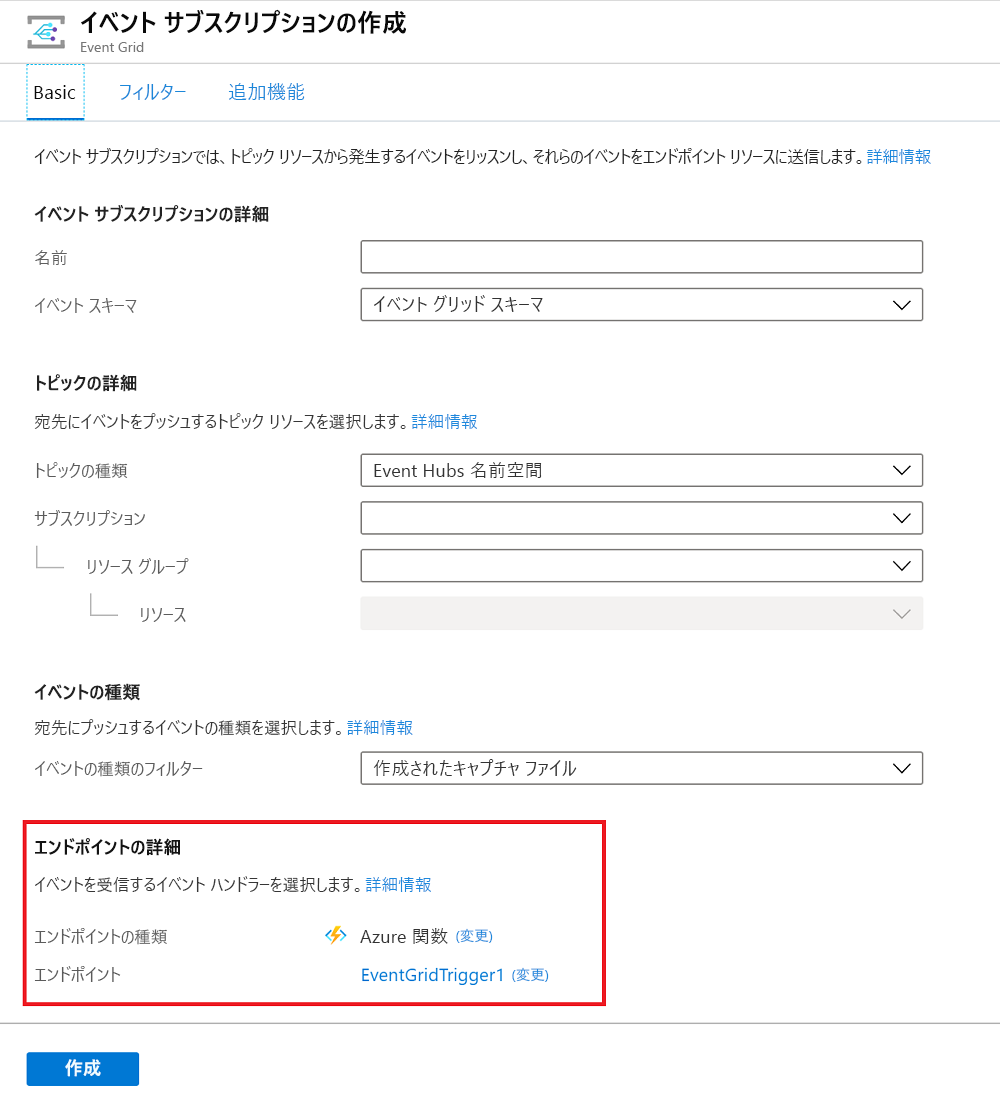 イベント サブスクリプションの作成
Event Grid
Basic フィルター 追加機能
イベント サブスクリプションでは、トピック リソースから発生するイベントをリッスンし、それらのイベントをエンドポイント リソースに送信します。詳細情報
イベント サブスクリプションの詳細
名前
イベント スキーマ イベント グリッド スキーマ
トピックの詳細
宛先にイベントをプッシュするトピック リソースを選択します。詳細情報
トピックの種類 Event Hubs 名前空間
サブスクリプション
リソース グループ
リソース
イベントの種類
宛先にプッシュするイベントの種類を選択します。詳細情報
イベントの種類のフィルター 作成されたキャプチャ ファイル
エンドポイントの詳細
イベントを受信するイベント ハンドラーを選択します。詳細情報
エンドポイントの種類 Azure 関数 (変更)
エンドポイント EventGridTrigger1 (変更)
作成